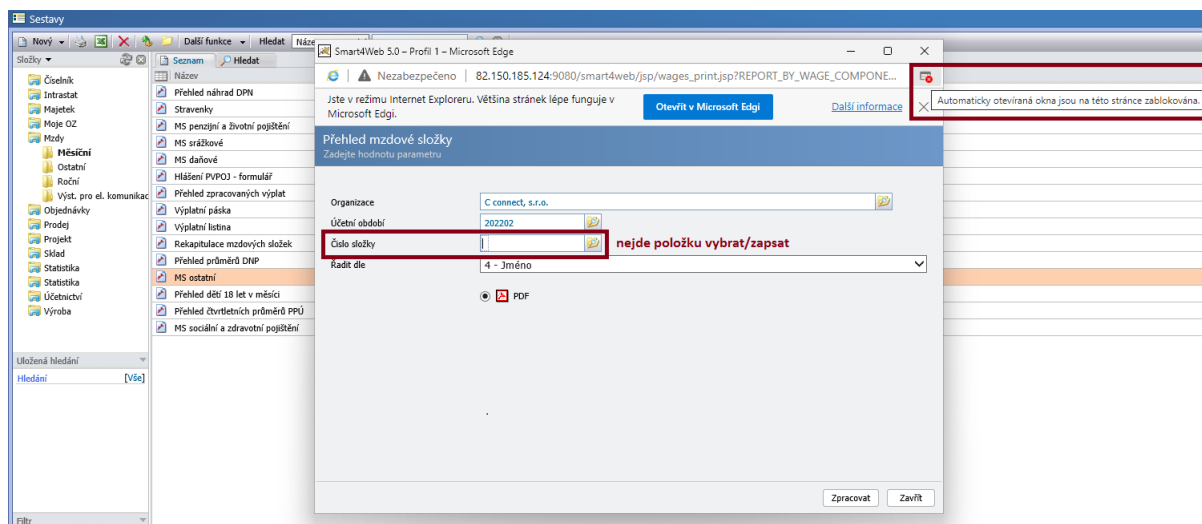 Sestavy
Nový
Další funkce
Hledat
Složky
Seznam
Hledat
Název
Číselník
Intrastat
Majetek
Moje OZ
Mzdy
Měsíční
Ostatní
Roční
Výst. pro el. komunikac
Objednávky
Prodej
Projekt
Sklad
Statistika
Statistika
Účetnictví
Výroba
Uložená hledání
Hledání [Vše]
Filtr
Přehled náhrad DPN
Stravenky
MS penzijní a životní pojištění
MS srážkové
MS daňové
Hlášení PVPOJ - formulář
Přehled zpracovaných výplat
Výplatní páska
Výplatní listina
Rekapitulace mzdových složek
Přehled průměrů DNP
MS ostatní
Přehled dětí 18 let v měsíci
Přehled čtvrtletních průměrů PPÚ
MS sociální a zdravotní pojištění
Smart4Web 5.0 – Profil 1 – Microsoft Edge
Nezabezpečeno | 82.150.185.124:9080/smart4web/jsp/wages_print.jsp?REPORT_BY_WAGE_COMPONE...
Jste v režimu Internet Exploreru. Většina stránek lépe funguje v
Microsoft Edgi.
Otevřít v Microsoft Edgi
Další informace
Automaticky otevíraná okna jsou na této stránce zablokována.
Přehled mzdové složky
Zadejte hodnotu parametru
Organizace C connect, s.r.o.
Účetní období 202202
Číslo složky nejde položku vybrat/zapsat
Řadit dle 4 - Jméno
PDF
Zpracovat Zavřít